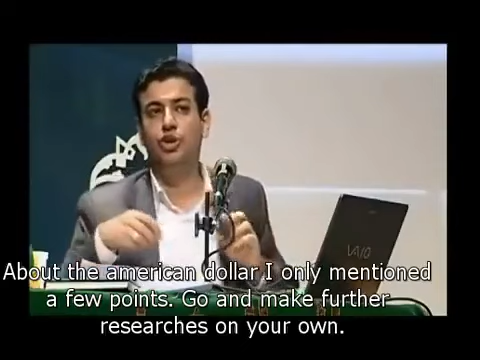 VAIO
About the american dollar I only mentioned
a few points. Go and make further
researches on your own.